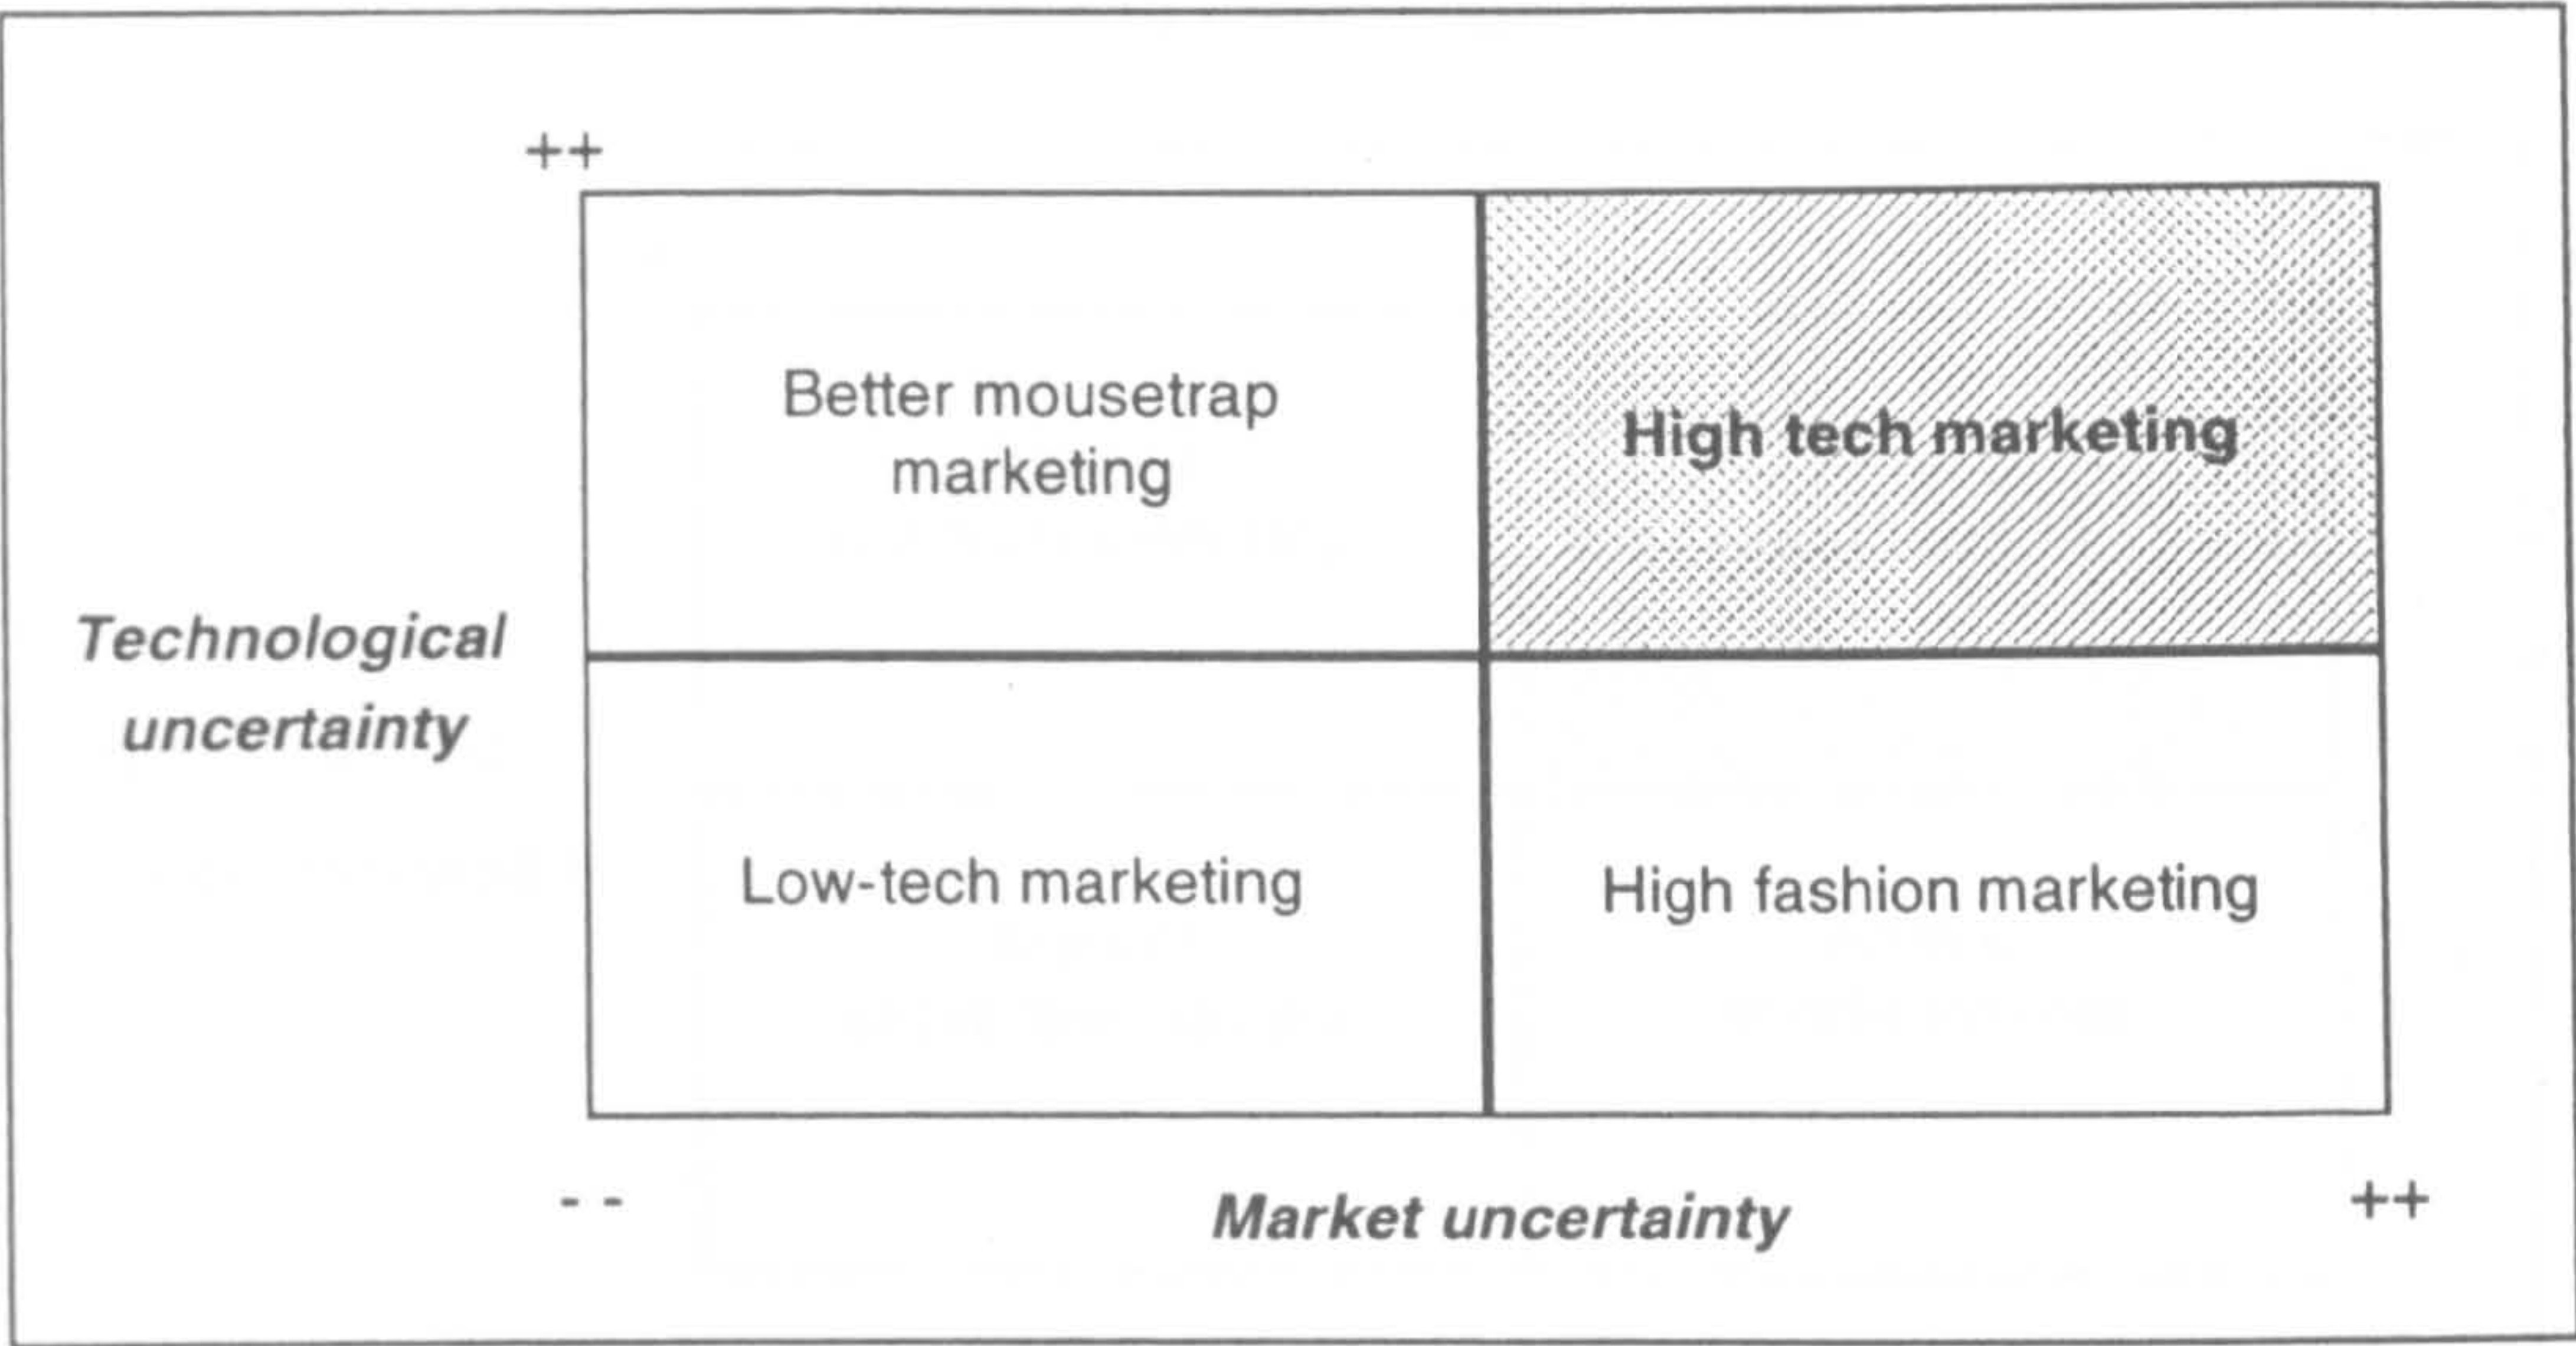 ++
Better mousetrap
marketing
High tech marketing
Technological
uncertainty
Low-tech marketing
High fashion marketing
- -
Market uncertainty
++